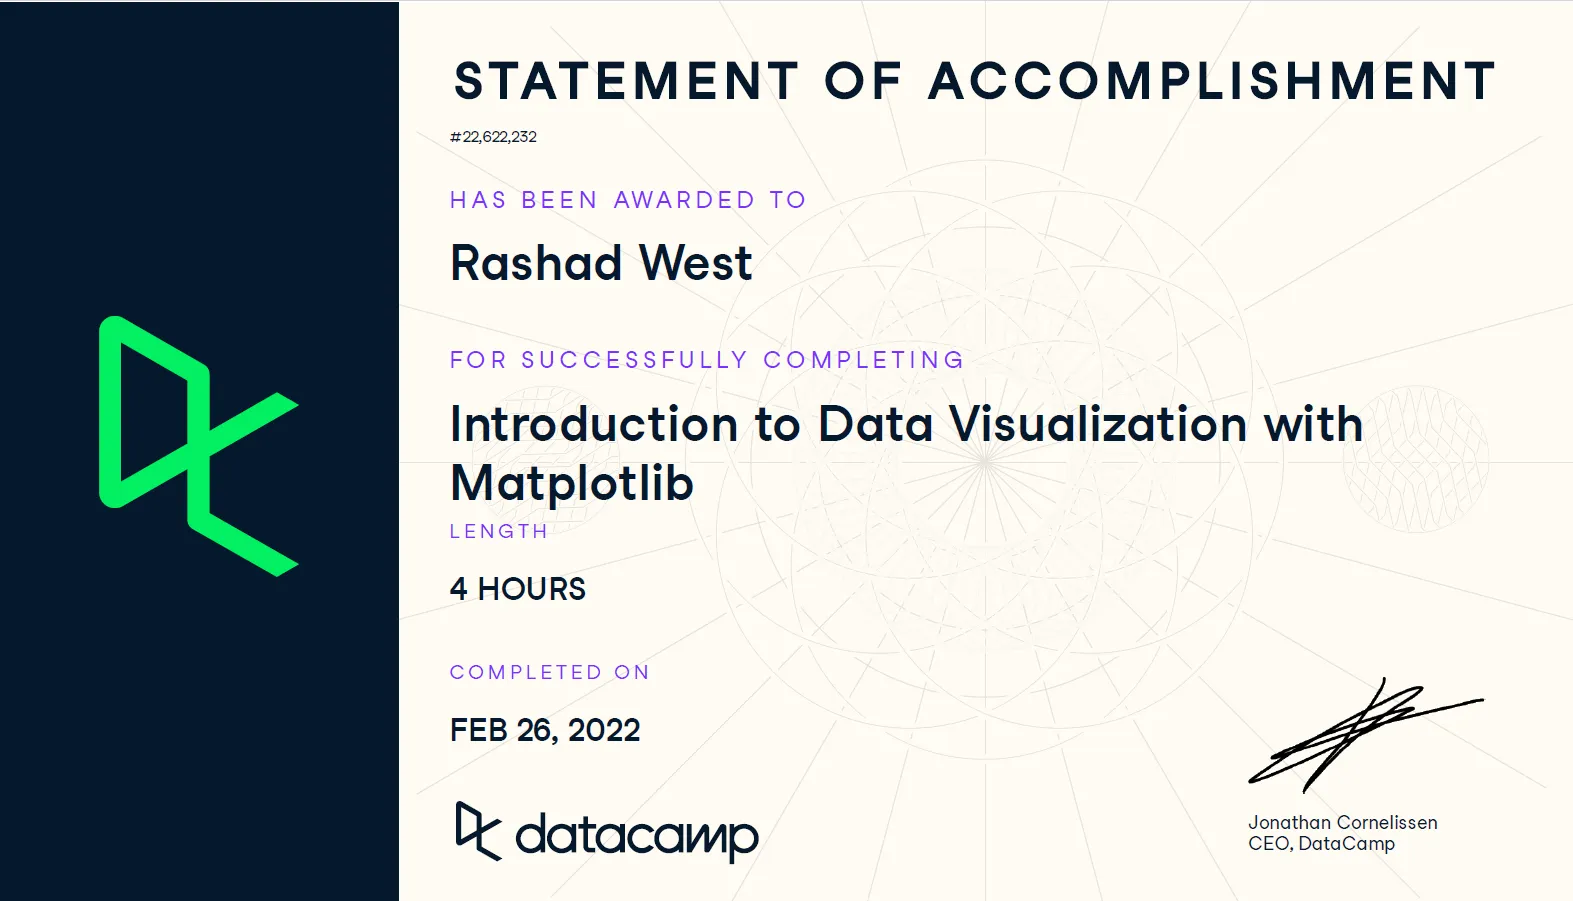 STATEMENT OF ACCOMPLISHMENT
#22,622,232
HAS BEEN AWARDED TO
Rashad West
FOR SUCCESSFULLY COMPLETING
Introduction to Data Visualization with
Matplotlib
LENGTH
4 HOURS
COMPLETED ON
FEB 26, 2022
datacamp
Jonathan Cornelissen
CEO, DataCamp